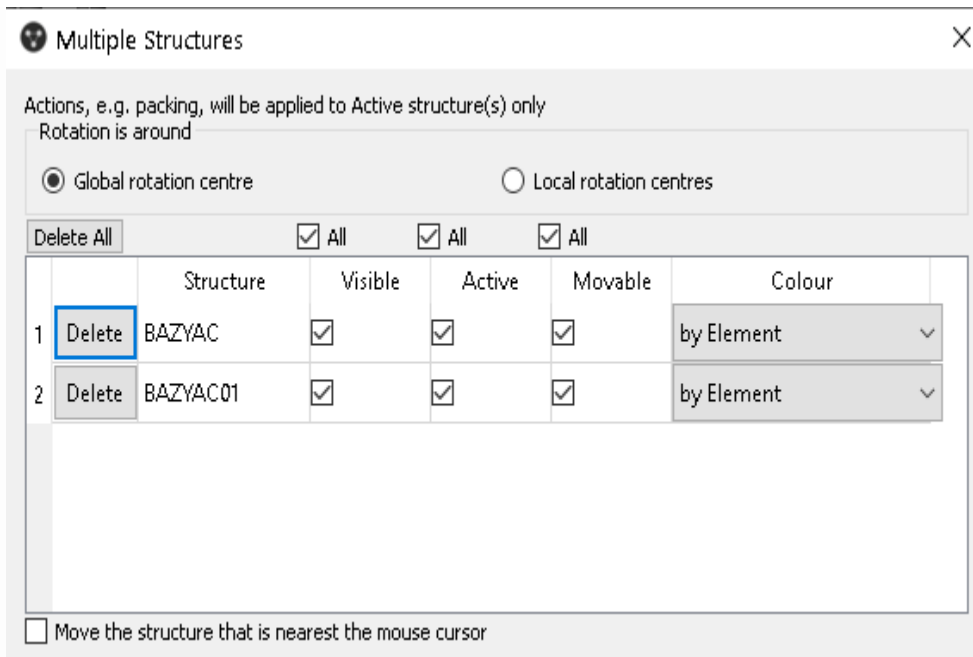 Multiple Structures
Actions, e.g. packing, will be applied to Active structure(s) only
Rotation is around
Global rotation centre Local rotation centres
Delete All All All All
Structure Visible Active Movable Colour
1 Delete BAZYAC by Element
2 Delete BAZYAC01 by Element
Move the structure that is nearest the mouse cursor